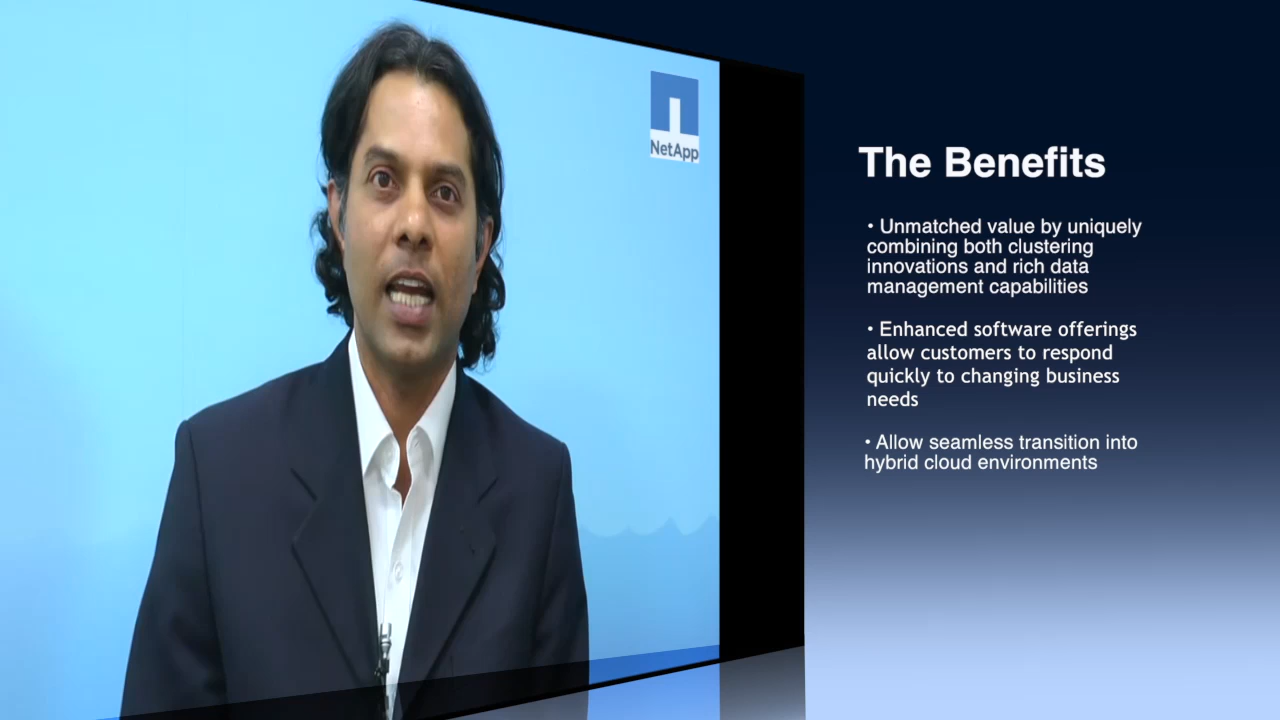 NetApp
The Benefits
• Unmatched value by uniquely
combining both clustering
innovations and rich data
management capabilities
• Enhanced software offerings
allow customers to respond
quickly to changing business
needs
• Allow seamless transition into
hybrid cloud environments